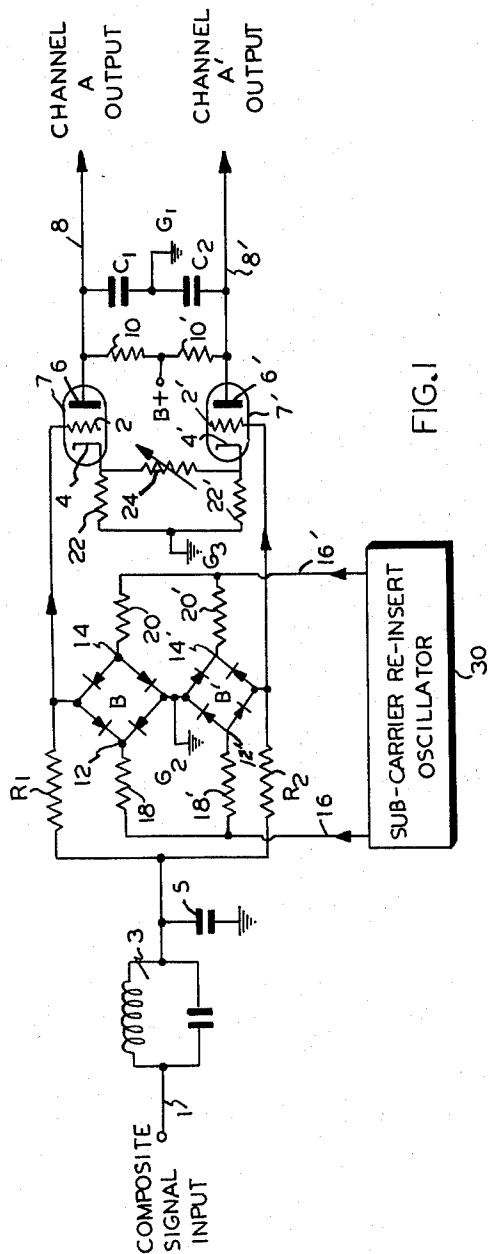 COMPOSITE
SIGNAL
INPUT
1
3
5
R1
R2
12
14
B
G2
12'
14'
B'
18
18'
20
20'
16
16'
SUB-CARRIER RE-INSERT
OSCILLATOR
30
22
22'
24
G3
4
2
6
7
4'
2'
6'
7'
10
10'
B+
C1
C2
G1
8
8'
CHANNEL
A
OUTPUT
CHANNEL
A'
OUTPUT
FIG.1